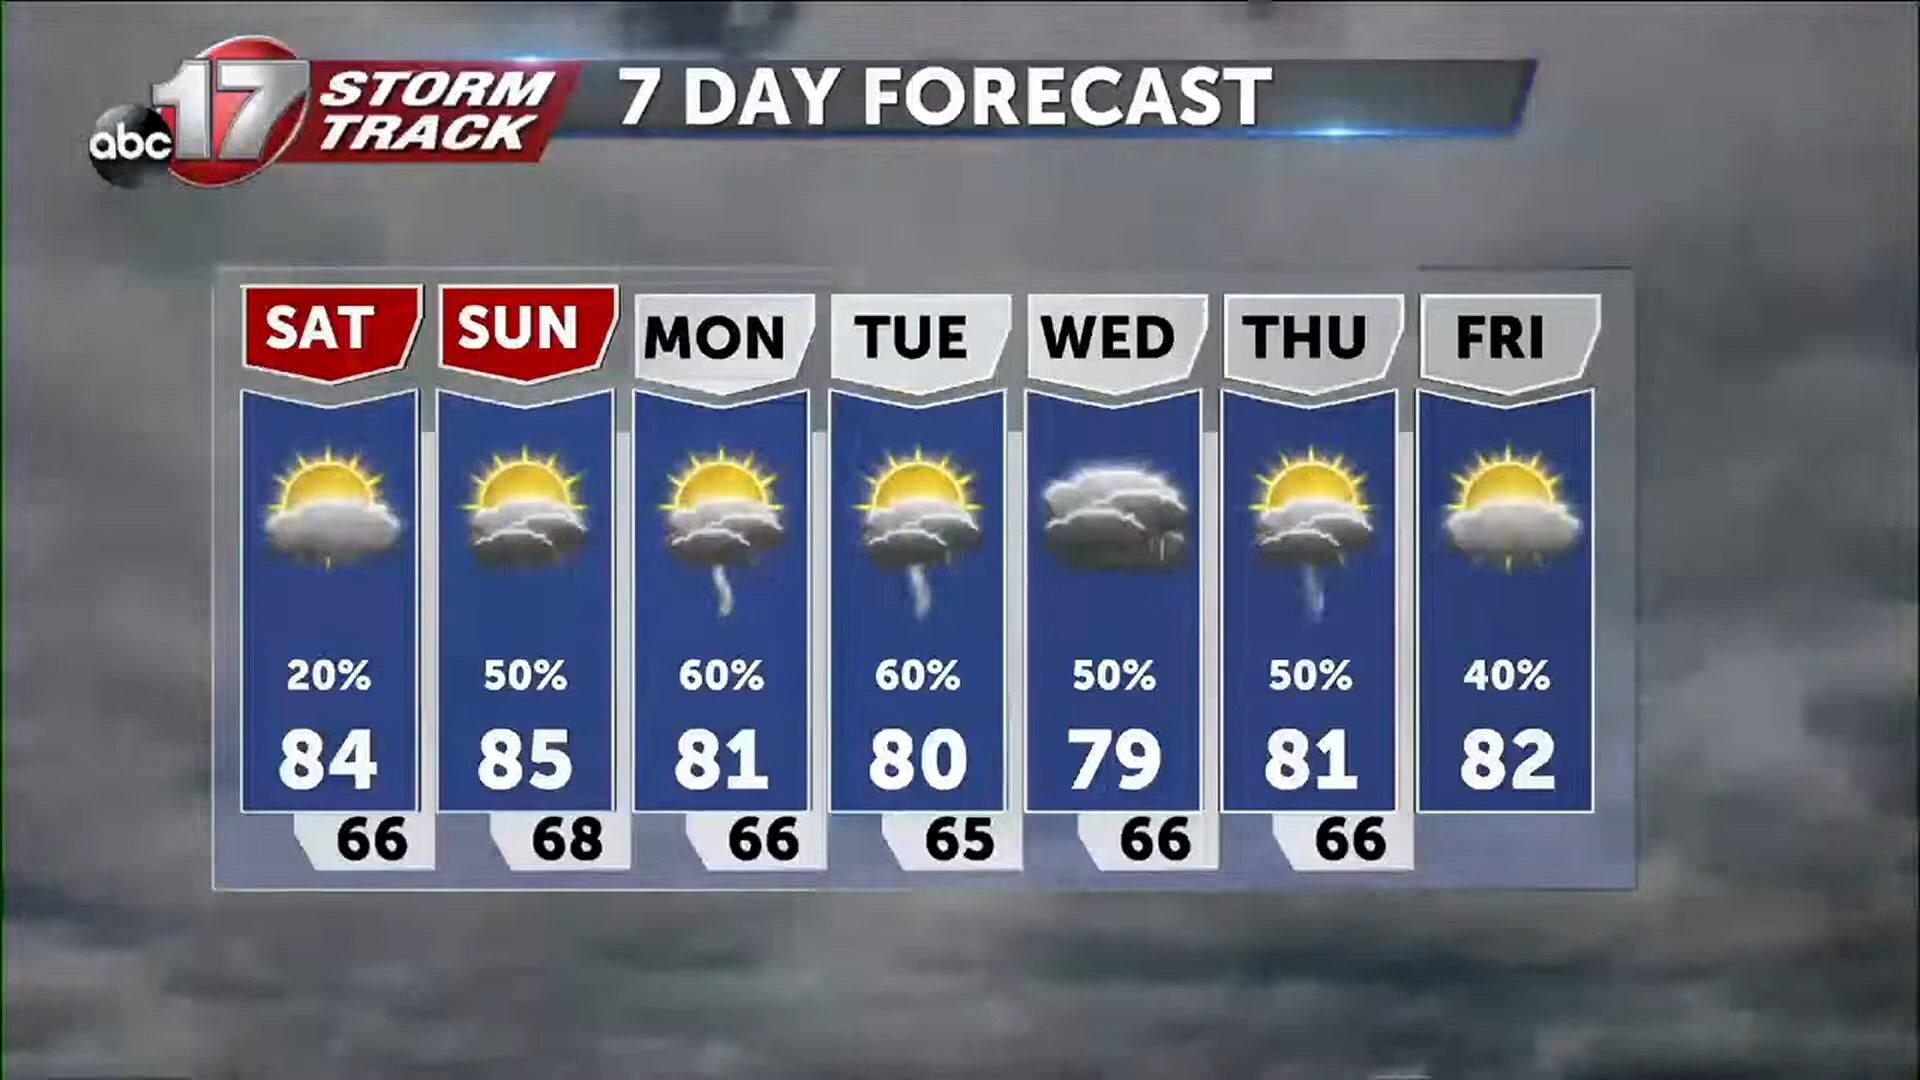 abc 17 STORM TRACK
7 DAY FORECAST
SAT SUN MON TUE WED THU FRI
20% 50% 60% 60% 50% 50% 40%
84 85 81 80 79 81 82
66 68 66 65 66 66